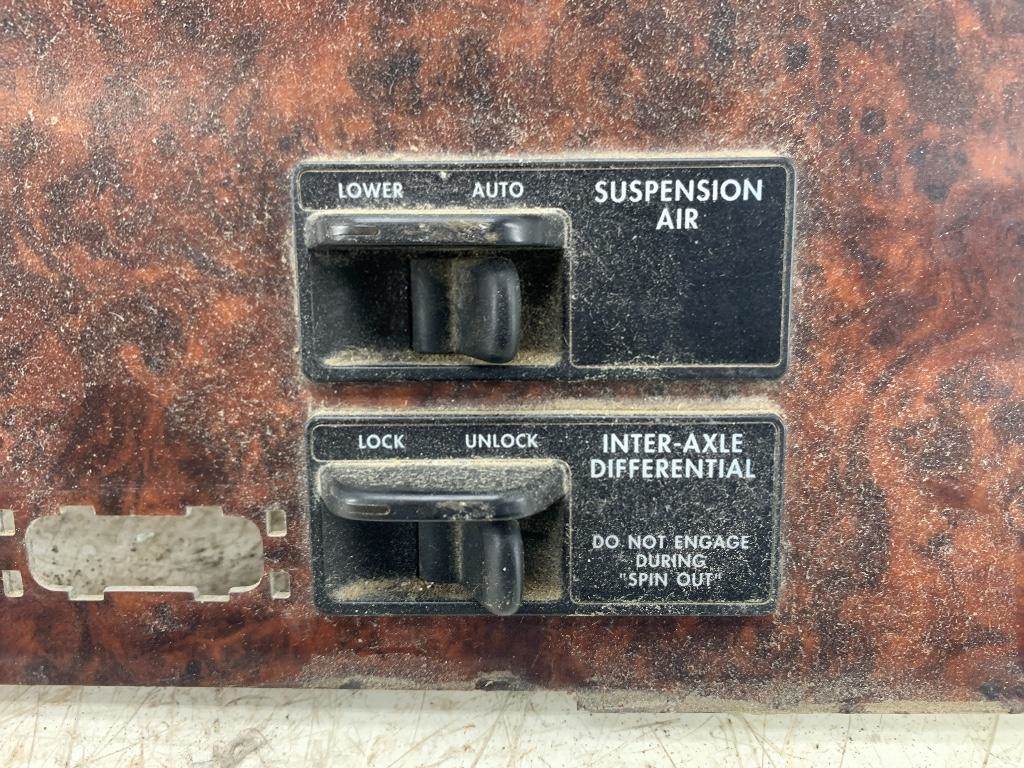 LOWER AUTO
SUSPENSION
AIR
LOCK UNLOCK
INTER-AXLE
DIFFERENTIAL
DO NOT ENGAGE
DURING
"SPIN OUT"